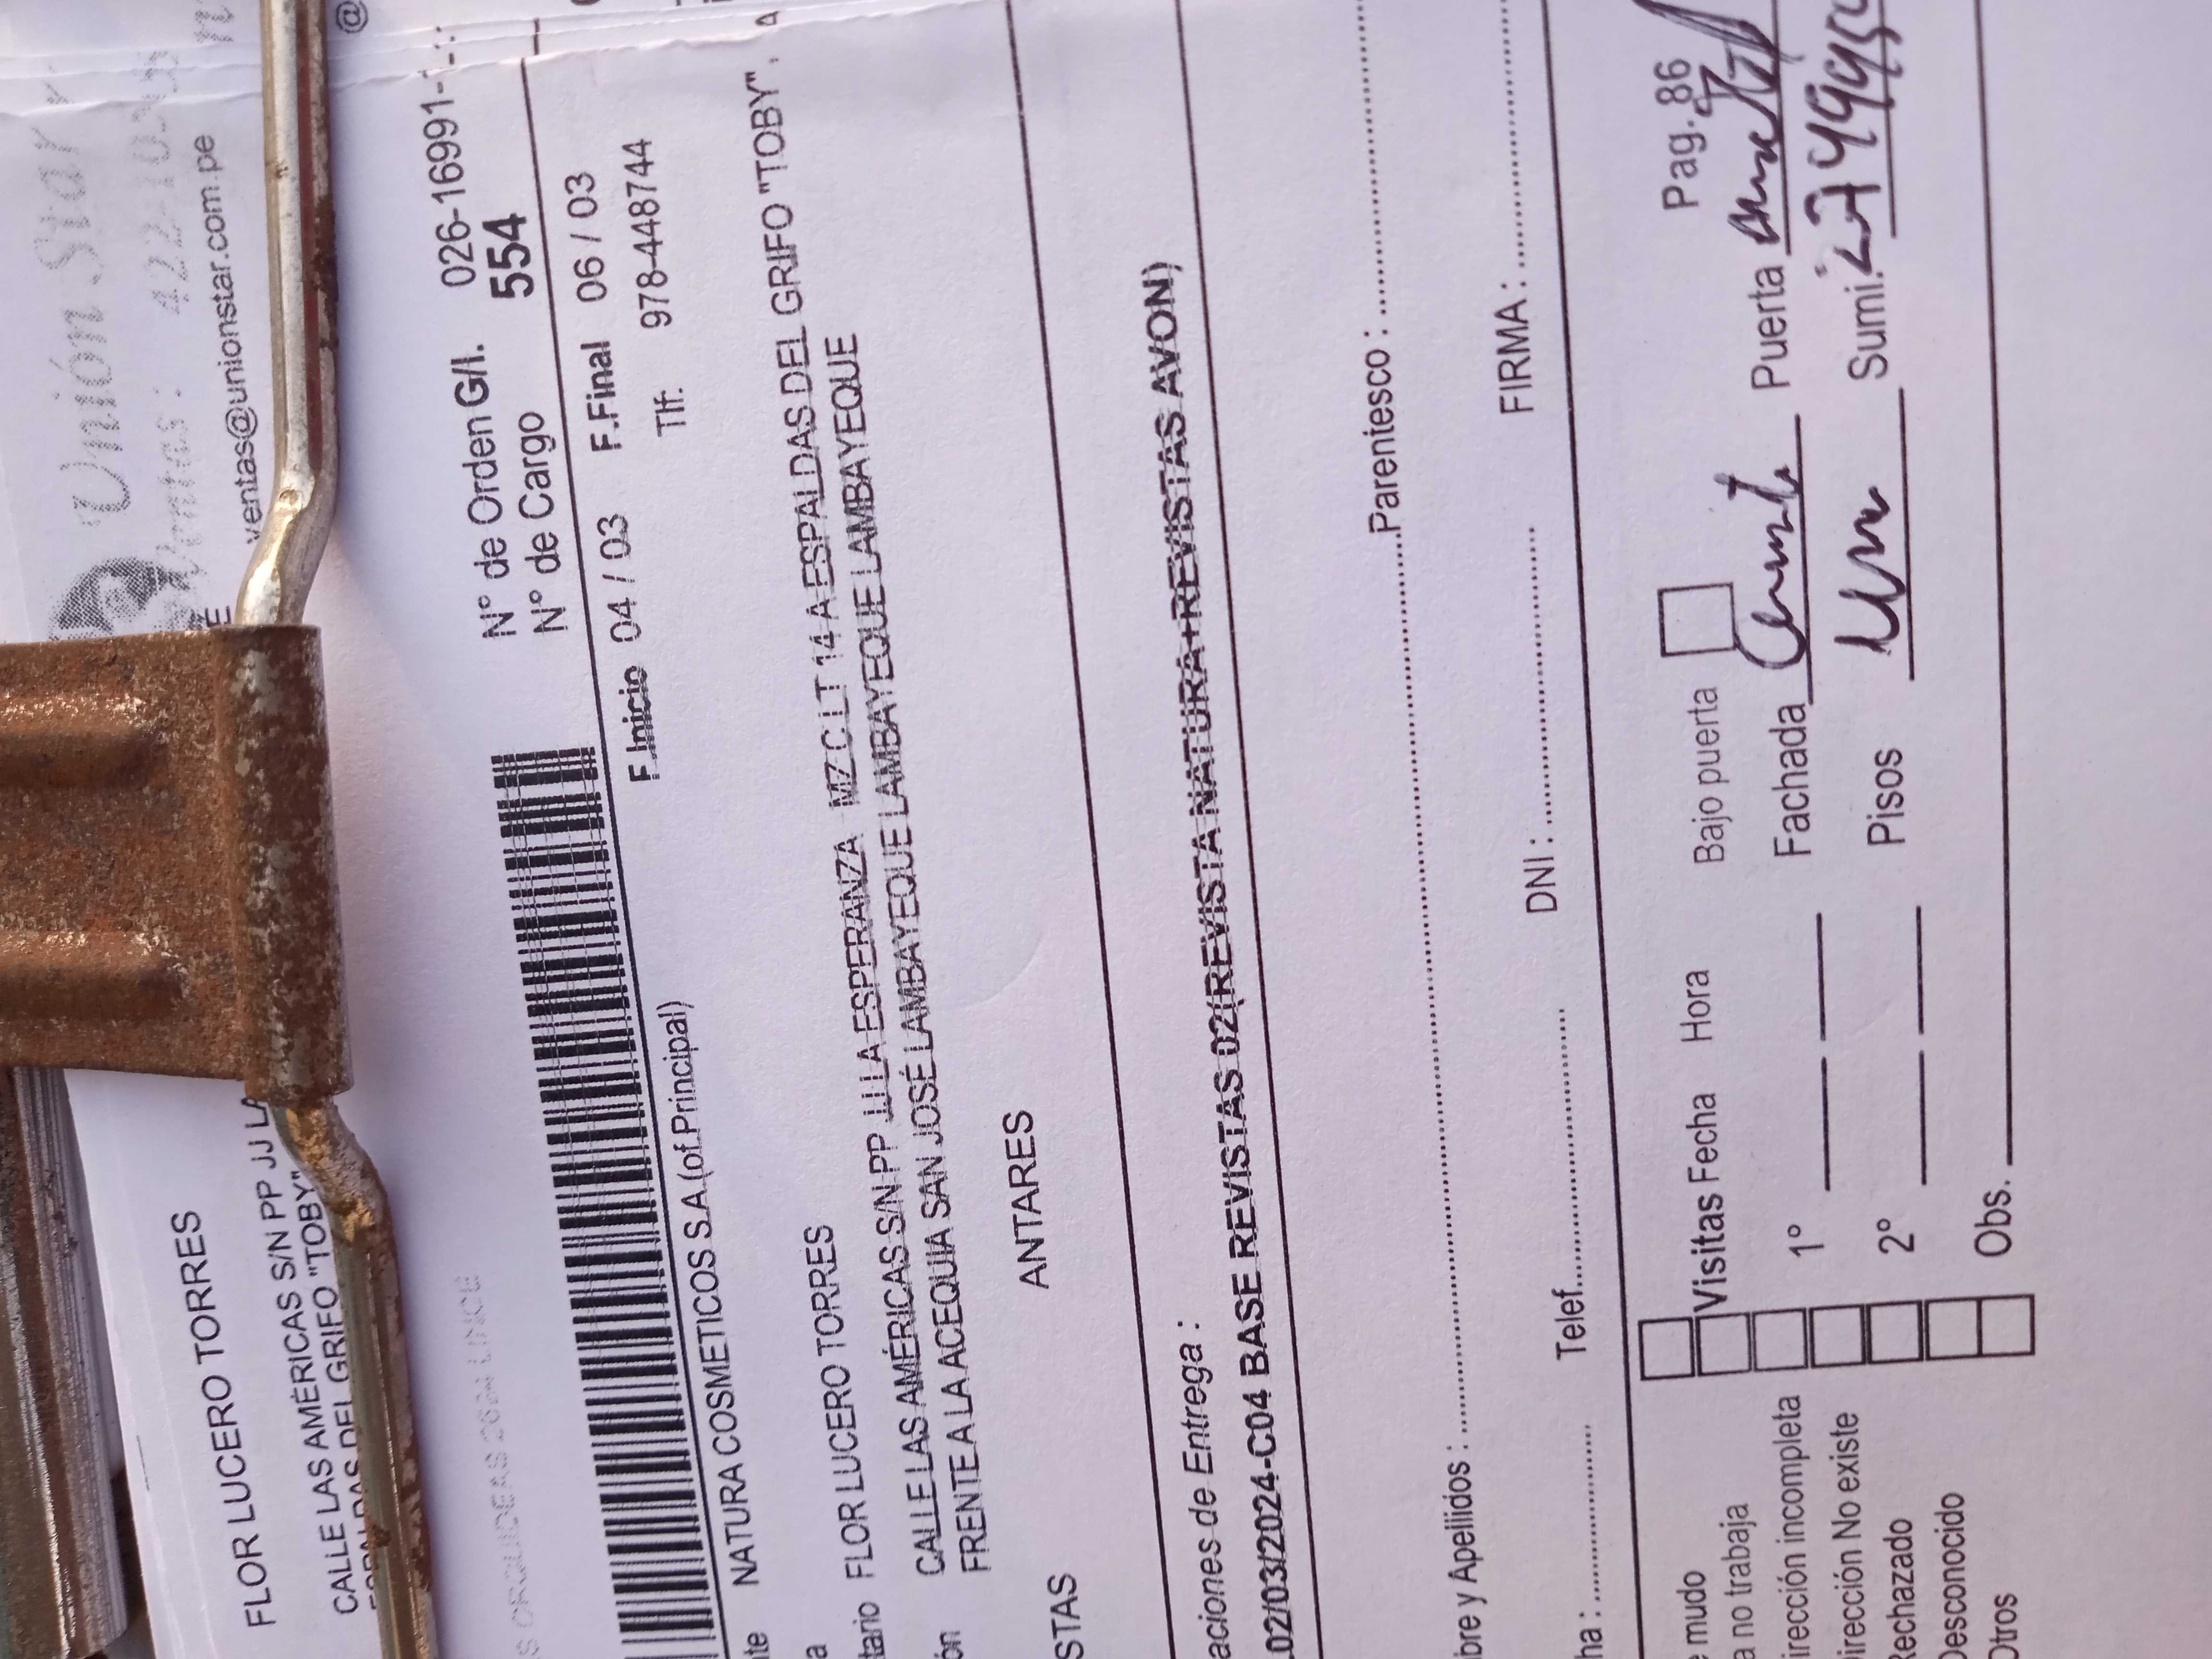 Unión Star
Ventas :
ventas@unionstar.com.pe
FLOR LUCERO TORRES
CALLE LAS AMÉRICAS S/N PP JJ LA
ESPALDAS DEL GRIFO "TOBY"
N° de Orden G/I. 026-16991-
N° de Cargo 554
F.Inicio 04 / 03 F.Final 06 / 03
NATURA COSMETICOS S.A.(of.Principal) Tlf: 978-448744
FLOR LUCERO TORRES
CALLE LAS AMÉRICAS S/N PP JJ LA ESPERANZA MZ C LT 14 A ESPALDAS DEL GRIFO "TOBY".
FRENTE A LA ACEQUIA SAN JOSÉ LAMBAYEQUE LAMBAYEQUE LAMBAYEQUE LAMBAYEQUE
STAS ANTARES
aciones de Entrega :
02/03/2024-C04 BASE REVISTAS 02(REVISTA NATURA+REVISTAS AVON)
bre y Apellidos : Parentesco :
ha : Telef. DNI : FIRMA :
mudo
Visitas Fecha Hora Bajo puerta Pag. 86
a no trabaja
1° Fachada Puerta
irección incompleta
2° Pisos Sumi.
irección No existe
Rechazado
Obs.
Desconocido
Otros